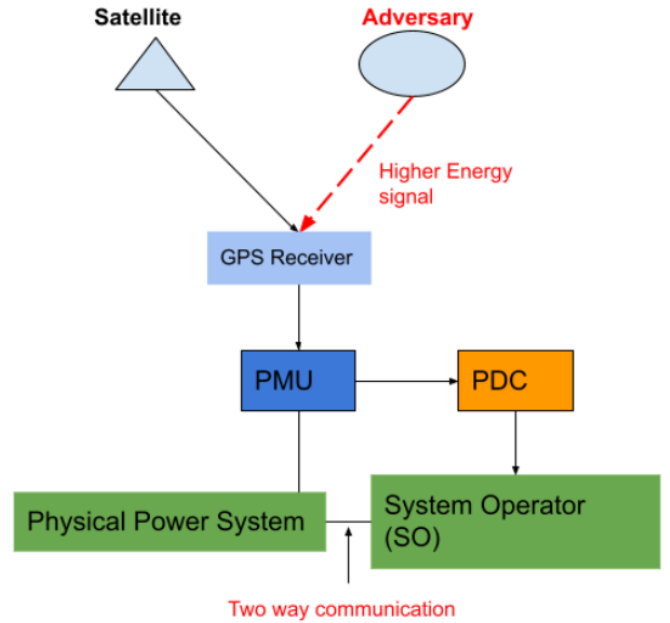 Satellite
Adversary
Higher Energy
signal
GPS Receiver
PMU
PDC
Physical Power System
System Operator
(SO)
Two way communication